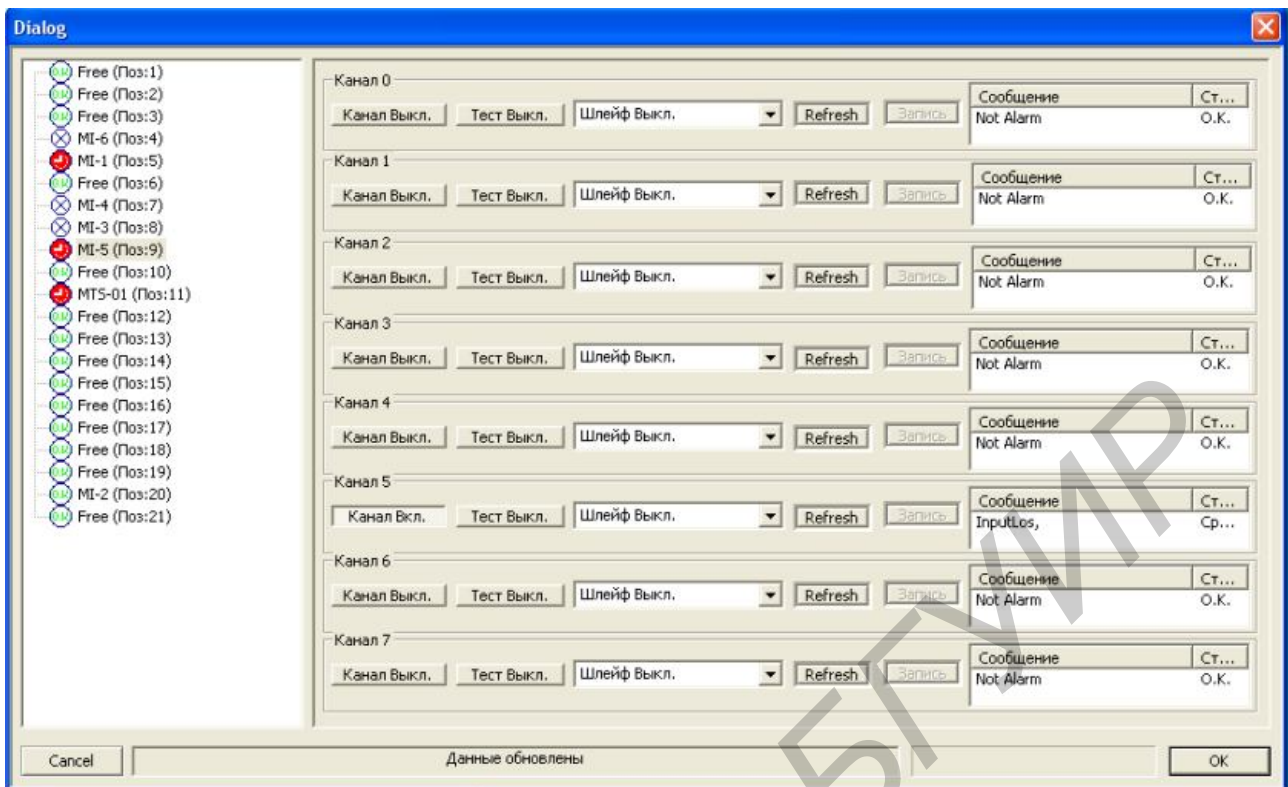 Dialog
Free (Поз:1)
Free (Поз:2)
Free (Поз:3)
MI-6 (Поз:4)
MI-1 (Поз:5)
Free (Поз:6)
MI-4 (Поз:7)
MI-3 (Поз:8)
MI-5 (Поз:9)
Free (Поз:10)
MTS-01 (Поз:11)
Free (Поз:12)
Free (Поз:13)
Free (Поз:14)
Free (Поз:15)
Free (Поз:16)
Free (Поз:17)
Free (Поз:18)
Free (Поз:19)
MI-2 (Поз:20)
Free (Поз:21)
Канал 0
Сообщение Ст...
Канал Выкл. Тест Выкл. Шлейф Выкл. Refresh Запись
Not Alarm O.K.
Канал 1
Сообщение Ст...
Канал Выкл. Тест Выкл. Шлейф Выкл. Refresh Запись
Not Alarm O.K.
Канал 2
Сообщение Ст...
Канал Выкл. Тест Выкл. Шлейф Выкл. Refresh Запись
Not Alarm O.K.
Канал 3
Сообщение Ст...
Канал Выкл. Тест Выкл. Шлейф Выкл. Refresh Запись
Not Alarm O.K.
Канал 4
Сообщение Ст...
Канал Выкл. Тест Выкл. Шлейф Выкл. Refresh Запись
Not Alarm O.K.
Канал 5
Сообщение Ст...
Канал Вкл. Тест Выкл. Шлейф Выкл. Refresh Запись
InputLos, Ср...
Канал 6
Сообщение Ст...
Канал Выкл. Тест Выкл. Шлейф Выкл. Refresh Запись
Not Alarm O.K.
Канал 7
Сообщение Ст...
Канал Выкл. Тест Выкл. Шлейф Выкл. Refresh Запись
Not Alarm O.K.
Cancel Данные обновлены OK
БГУИР